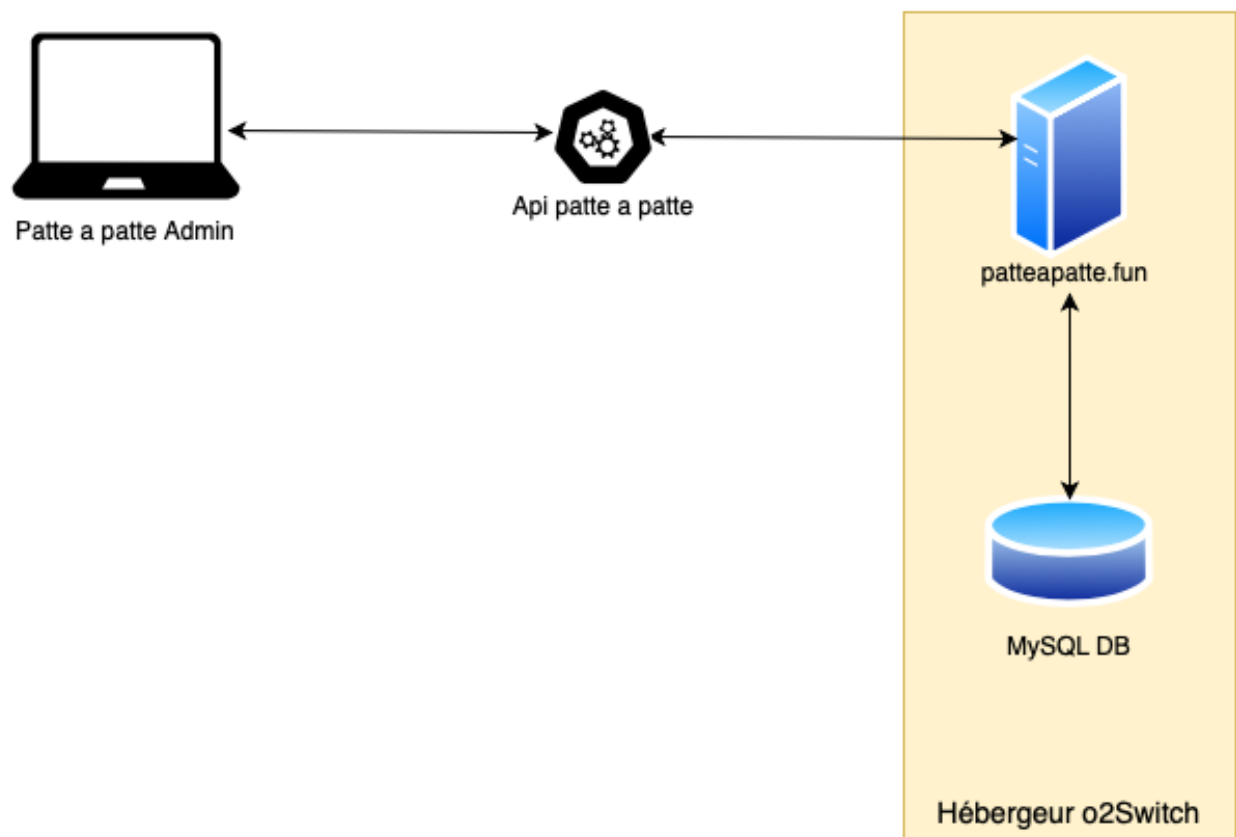 Patte a patte Admin
Api patte a patte
patteapatte.fun
MySQL DB
Hébergeur o2Switch